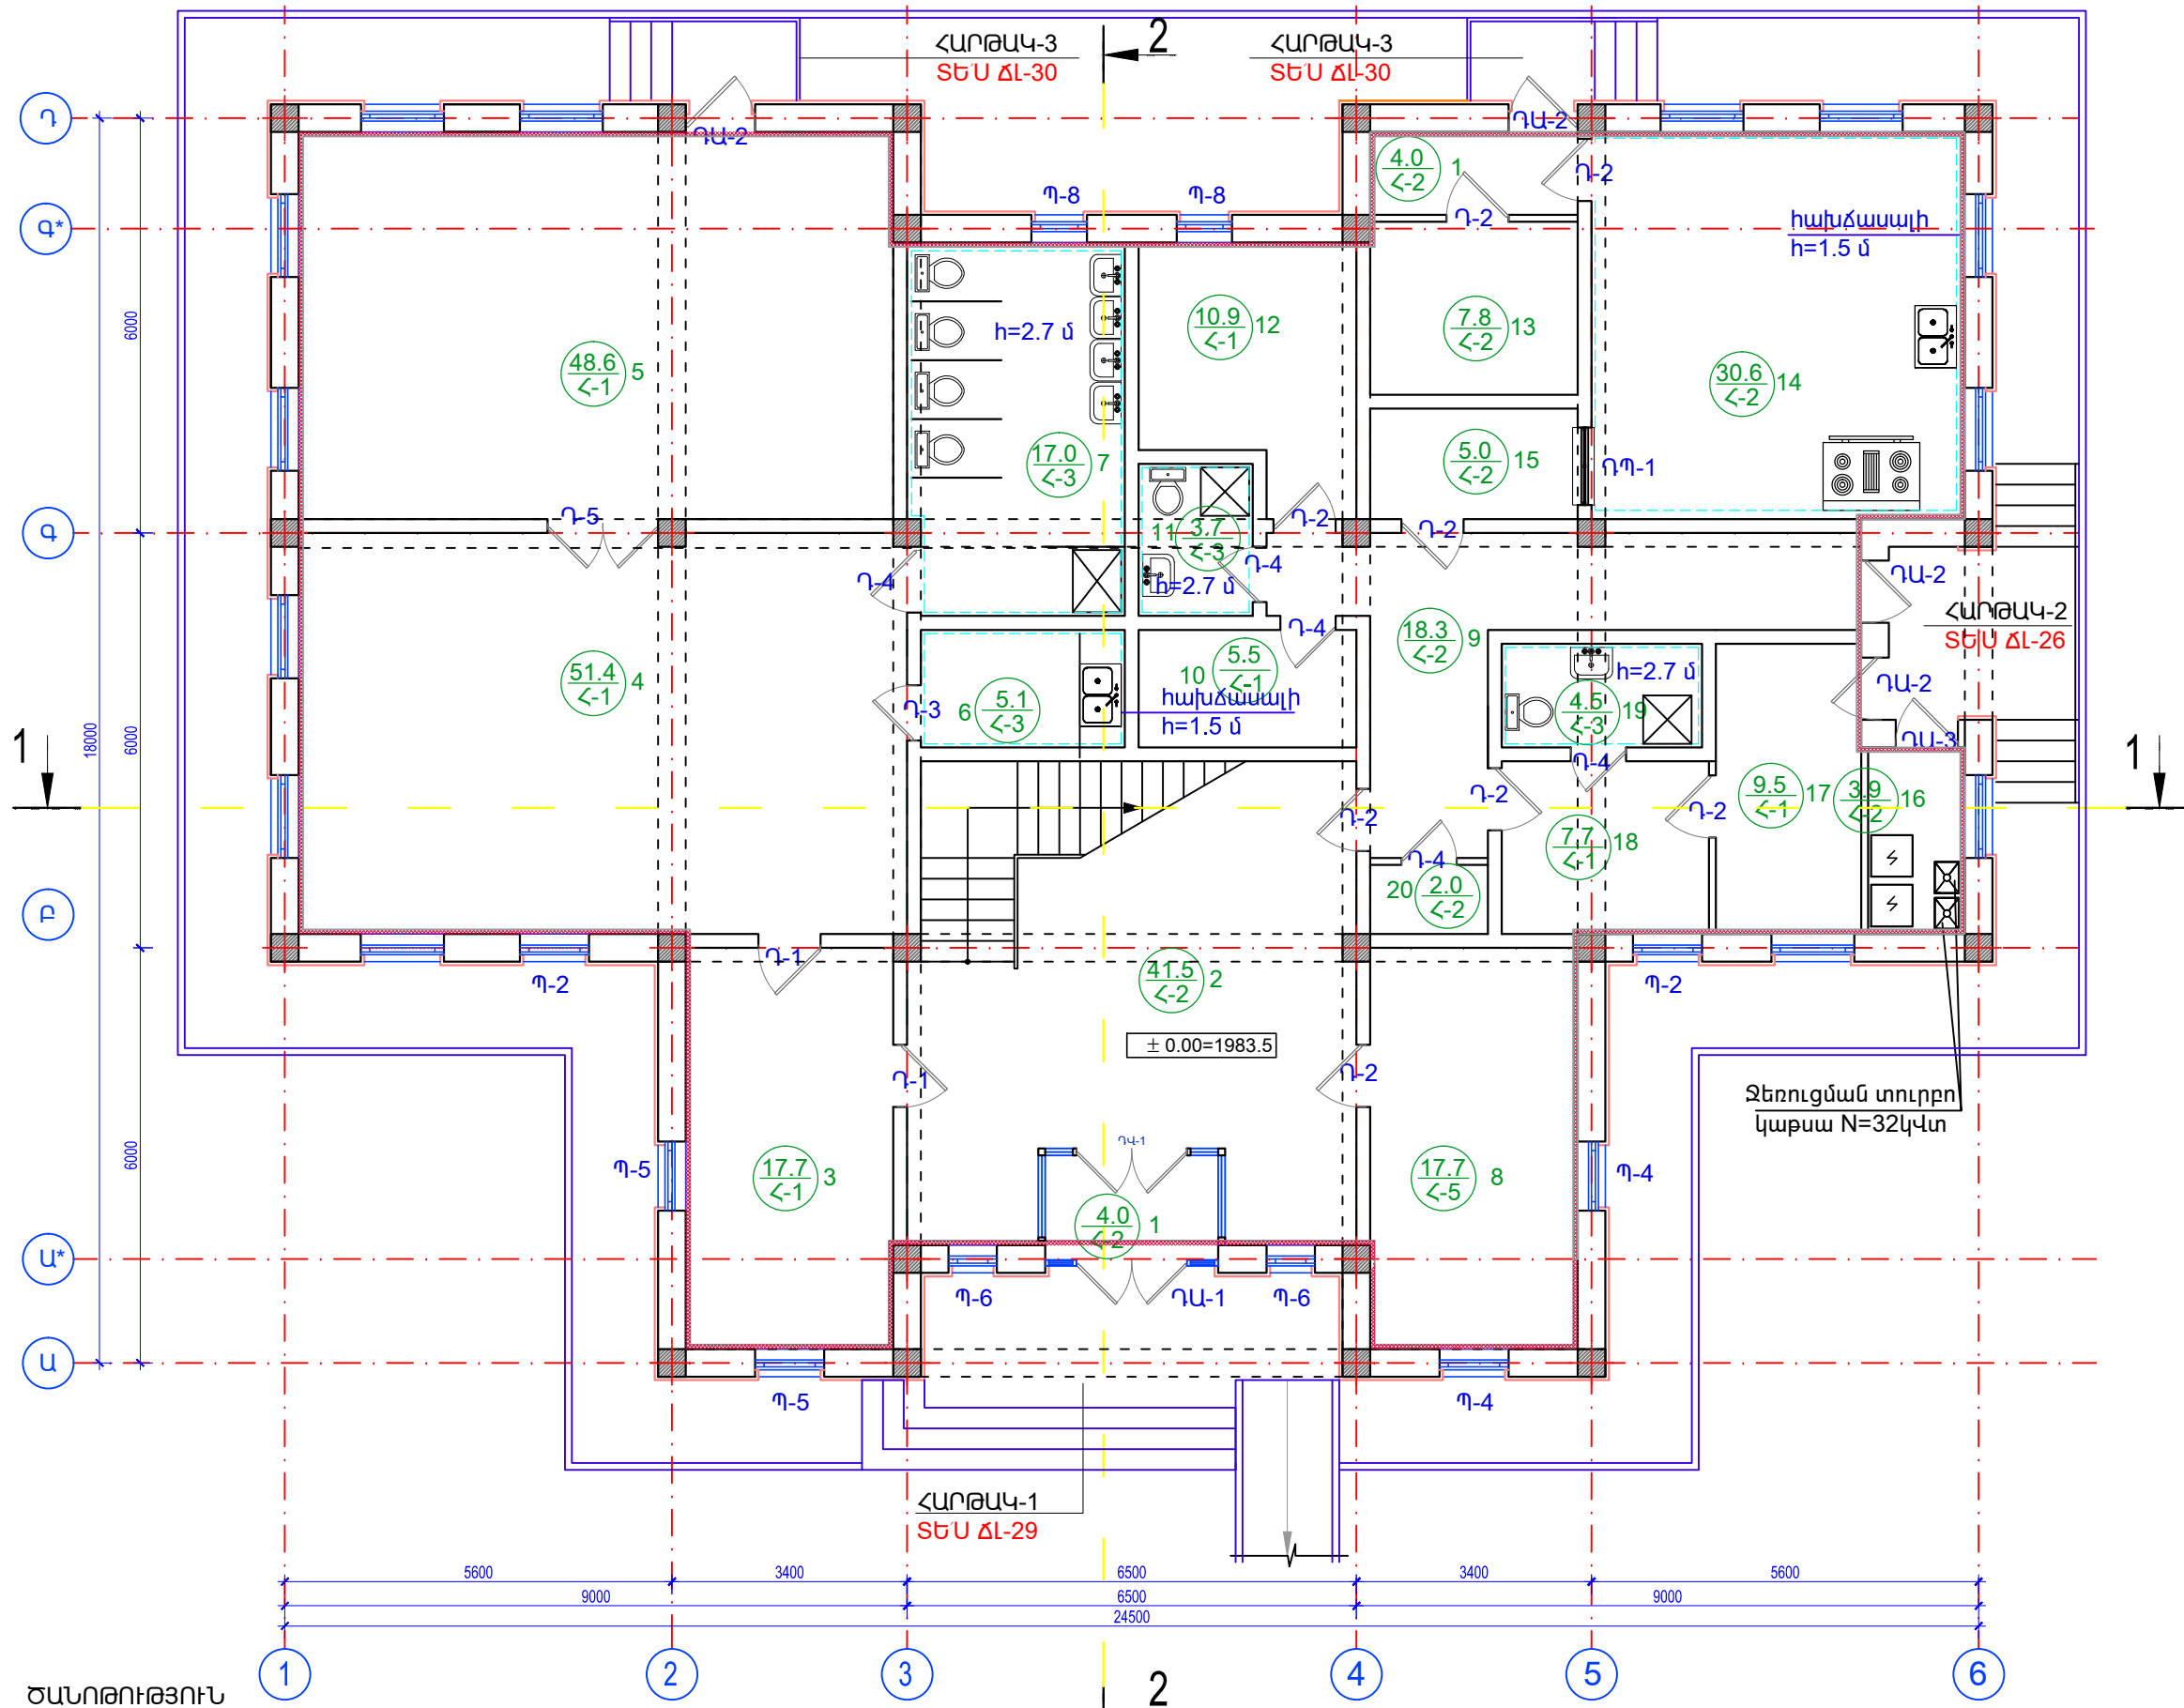 ՀԱՐԹԱԿ-3
ՏԵ՛Ս ՃԼ-30
2
ՀԱՐԹԱԿ-3
ՏԵ՛Ս ՃԼ-30
Դ
ԴԱ-2
ԴԱ-2
4.0
Հ-2
1
Դ-2
Դ-2
Գ*
Պ-8
Պ-8
հախճասալի
h=1.5 մ
6000
h=2.7 մ
10.9
Հ-1
12
7.8
Հ-2
13
48.6
Հ-1
5
30.6
Հ-2
14
17.0
Հ-3
7
5.0
Հ-2
15
ԴՊ-1
Գ
Դ-5
11
3.7
Հ-3
Դ-2
Դ-2
Դ-4
Դ-4
h=2.7 մ
ԴԱ-2
ՀԱՐԹԱԿ-2
ՏԵ՛Ս ՃԼ-26
Դ-4
18.3
Հ-2
9
51.4
Հ-1
4
10
5.5
Հ-1
h=2.7 մ
ԴԱ-2
Դ-3
6
5.1
Հ-3
հախճասալի
h=1.5 մ
4.5
Հ-3
19
ԴԱ-3
18000
6000
1
1
Դ-4
Դ-2
Դ-2
Դ-2
9.5
Հ-1
17
3.9
Հ-2
16
7.7
Հ-1
18
Դ-4
20
2.0
Հ-2
Բ
Դ-1
Պ-2
41.5
Հ-2
2
Պ-2
± 0.00=1983.5
Դ-1
Դ-2
Ջեռուցման տուրբո
կաթսա N=32կՎտ
6000
ԴՎ-1
Պ-5
17.7
Հ-1
3
17.7
Հ-5
8
Պ-4
4.0
Հ-2
1
Ա*
Պ-6
ԴԱ-1
Պ-6
Ա
Պ-5
Պ-4
ՀԱՐԹԱԿ-1
ՏԵ՛Ս ՃԼ-29
5600
3400
6500
3400
5600
9000
6500
9000
24500
1
2
3
4
5
6
2
ԾԱՆՈԹՈՒԹՅՈՒՆ